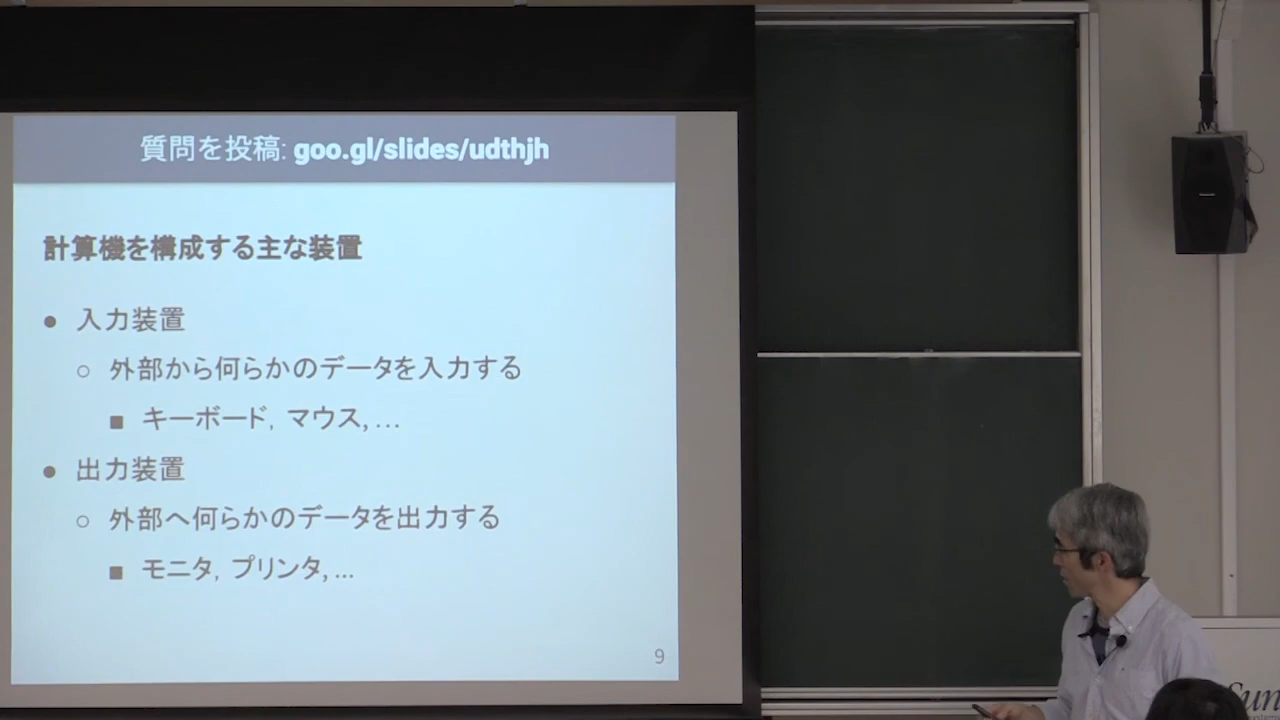 質問を投稿: goo.gl/slides/udthjh
計算機を構成する主な装置
● 入力装置
○ 外部から何らかのデータを入力する
■ キーボード, マウス, …
● 出力装置
○ 外部へ何らかのデータを出力する
■ モニタ, プリンタ, ...
9
Sun